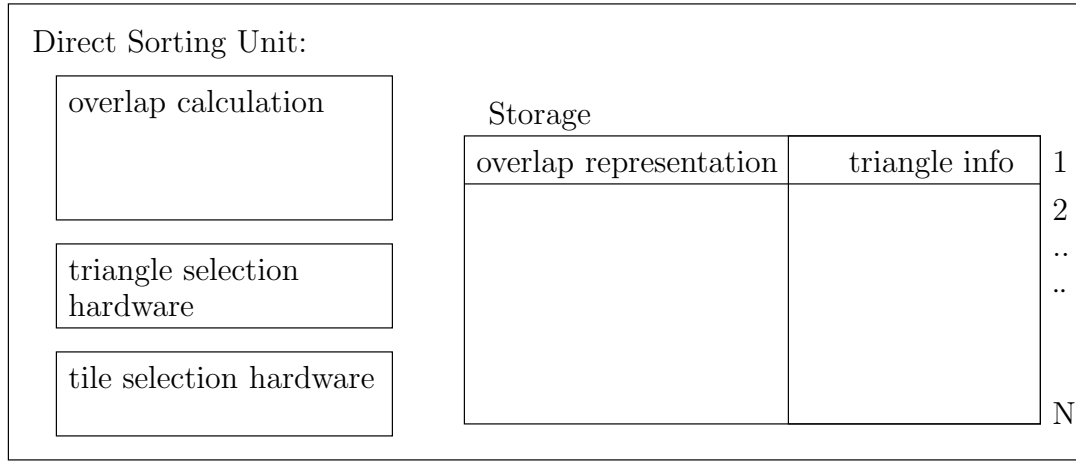 Direct Sorting Unit:
overlap calculation
triangle selection
hardware
tile selection hardware
Storage
overlap representation
triangle info
1
2
..
..
N